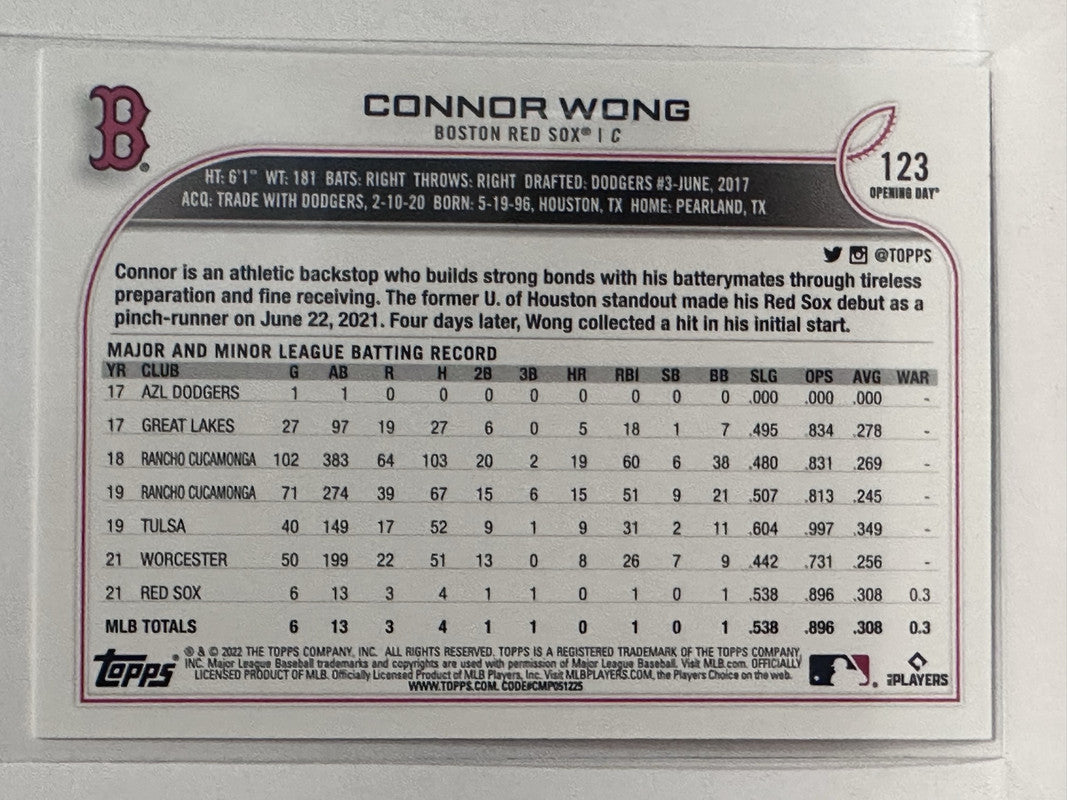 B
CONNOR WONG
BOSTON RED SOX® | C
123
OPENING DAY®
HT: 6'1" WT: 181 BATS: RIGHT THROWS: RIGHT DRAFTED: DODGERS #3-JUNE, 2017
ACQ: TRADE WITH DODGERS, 2-10-20 BORN: 5-19-96, HOUSTON, TX HOME: PEARLAND, TX
@TOPPS
Connor is an athletic backstop who builds strong bonds with his batterymates through tireless
preparation and fine receiving. The former U. of Houston standout made his Red Sox debut as a
pinch-runner on June 22, 2021. Four days later, Wong collected a hit in his initial start.
MAJOR AND MINOR LEAGUE BATTING RECORD
YR CLUB G AB R H 2B 3B HR RBI SB BB SLG OPS AVG WAR
17 AZL DODGERS 1 1 0 0 0 0 0 0 0 0 .000 .000 .000 -
17 GREAT LAKES 27 97 19 27 6 0 5 18 1 7 .495 .834 .278 -
18 RANCHO CUCAMONGA 102 383 64 103 20 2 19 60 6 38 .480 .831 .269 -
19 RANCHO CUCAMONGA 71 274 39 67 15 6 15 51 9 21 .507 .813 .245 -
19 TULSA 40 149 17 52 9 1 9 31 2 11 .604 .997 .349 -
21 WORCESTER 50 199 22 51 13 0 8 26 7 9 .442 .731 .256 -
21 RED SOX 6 13 3 4 1 1 0 1 0 1 .538 .896 .308 0.3
MLB TOTALS 6 13 3 4 1 1 0 1 0 1 .538 .896 .308 0.3
topps®
® & © 2022 THE TOPPS COMPANY, INC. ALL RIGHTS RESERVED. TOPPS IS A REGISTERED TRADEMARK OF THE TOPPS COMPANY,
INC. Major League Baseball trademarks and copyrights are used with permission of Major League Baseball. Visit MLB.com. OFFICIALLY
LICENSED PRODUCT OF MLB. Officially Licensed Product of MLB Players, Inc. Visit MLBPLAYERS.COM, the Players Choice on the web.
WWW.TOPPS.COM. CODE#CMP051225
PLAYERS